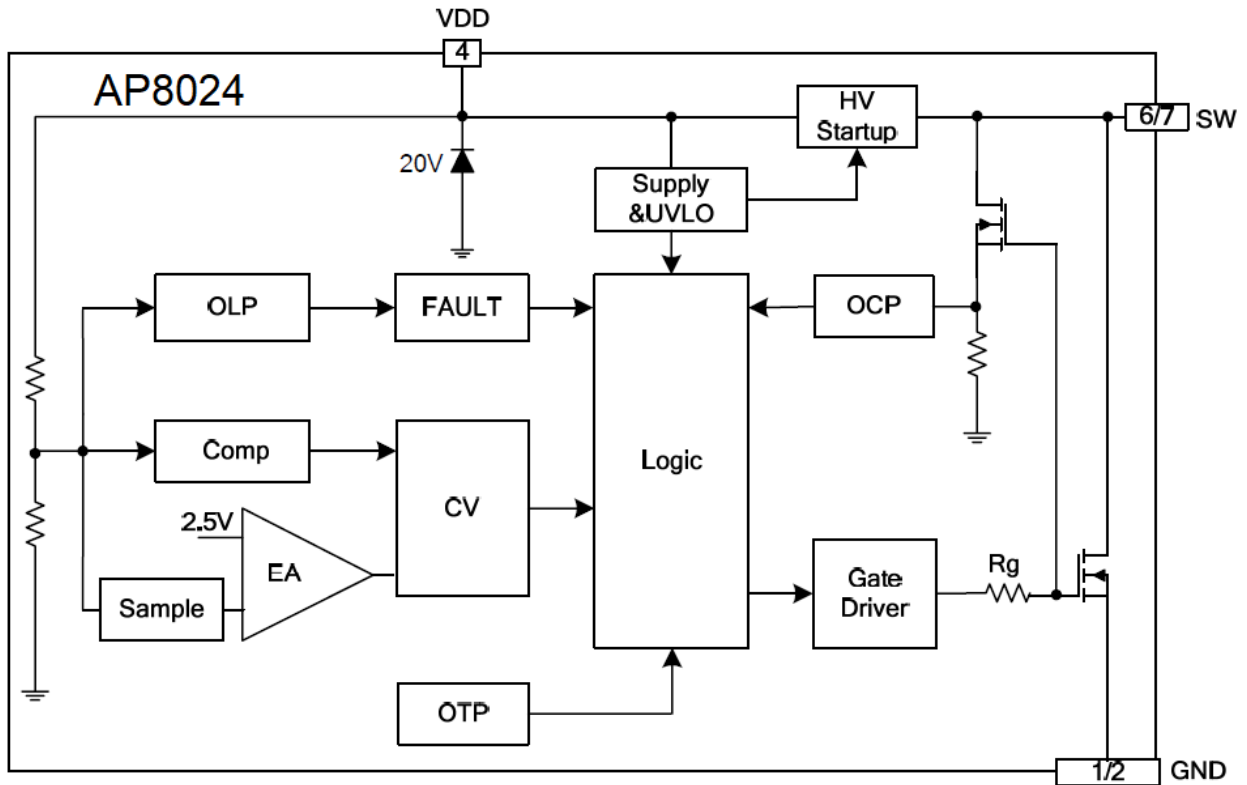 VDD
4
AP8024
HV
Startup
6/7
SW
20V
Supply
&UVLO
OLP
FAULT
OCP
Comp
CV
Logic
2.5V
EA
Sample
Gate
Driver
Rg
OTP
1/2
GND